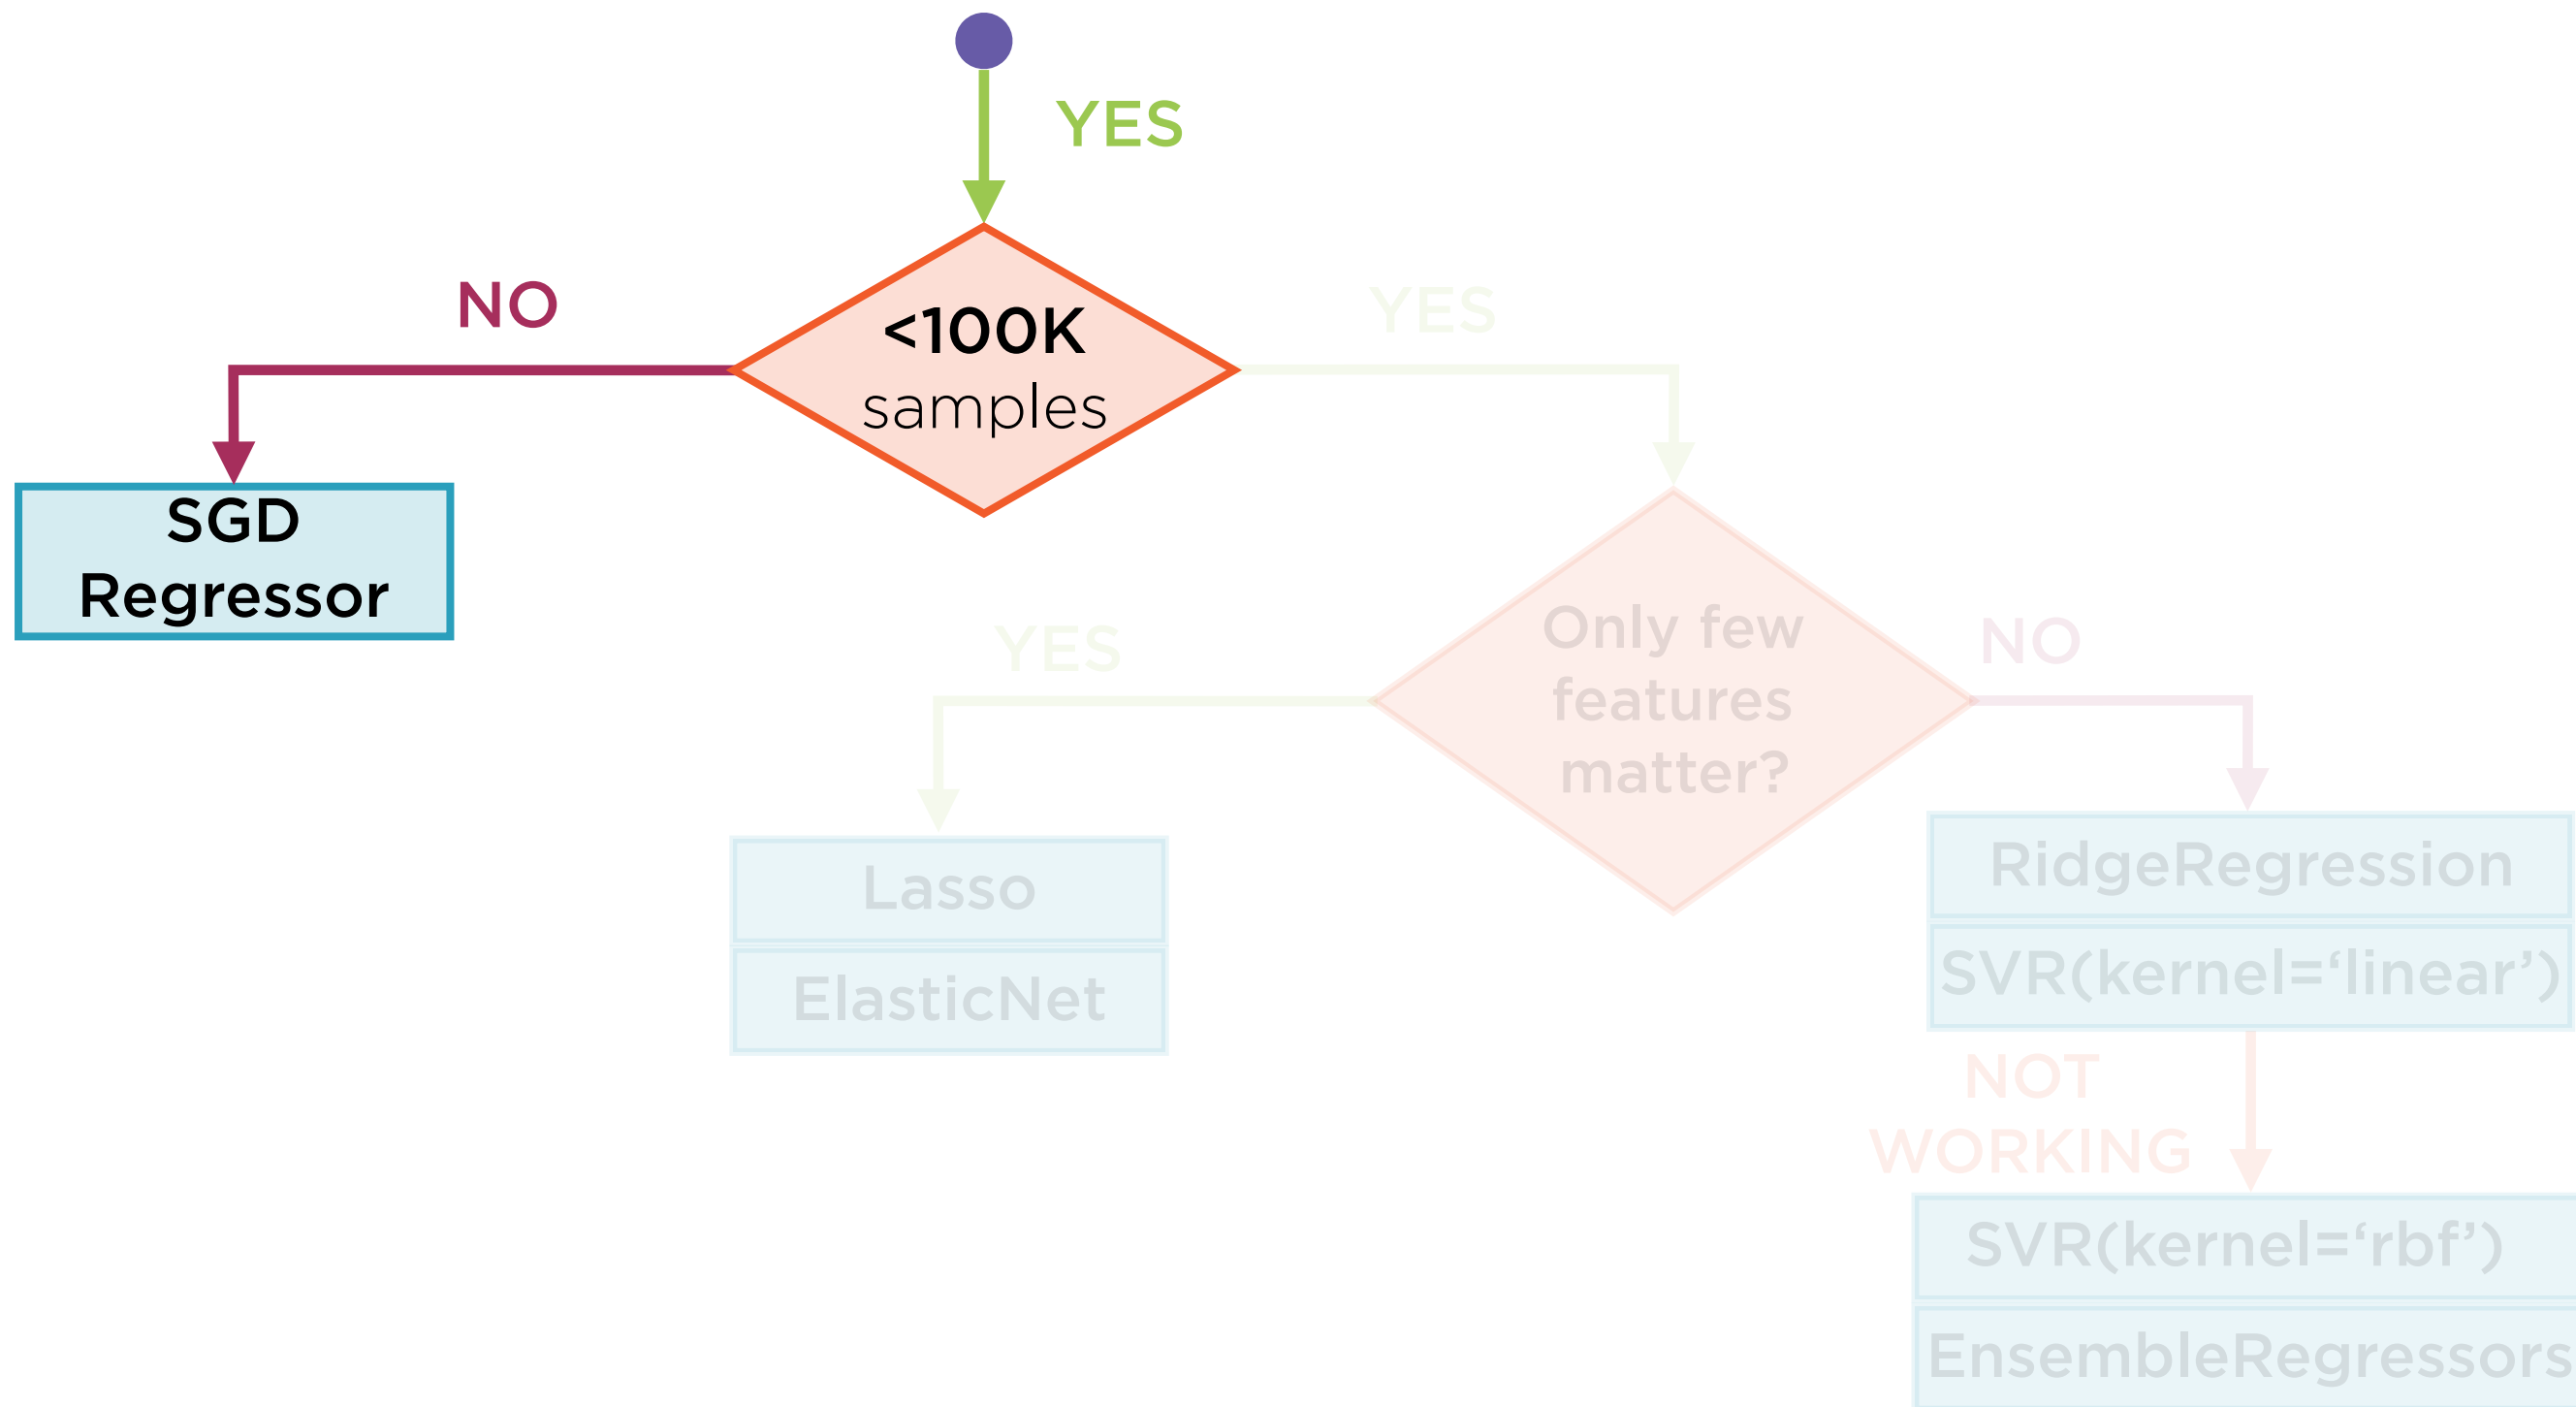 YES
NO
<100K
samples
YES
SGD
Regressor
YES
Only few
features
matter?
NO
Lasso
ElasticNet
RidgeRegression
SVR(kernel=‘linear’)
NOT
WORKING
SVR(kernel=‘rbf’)
EnsembleRegressors